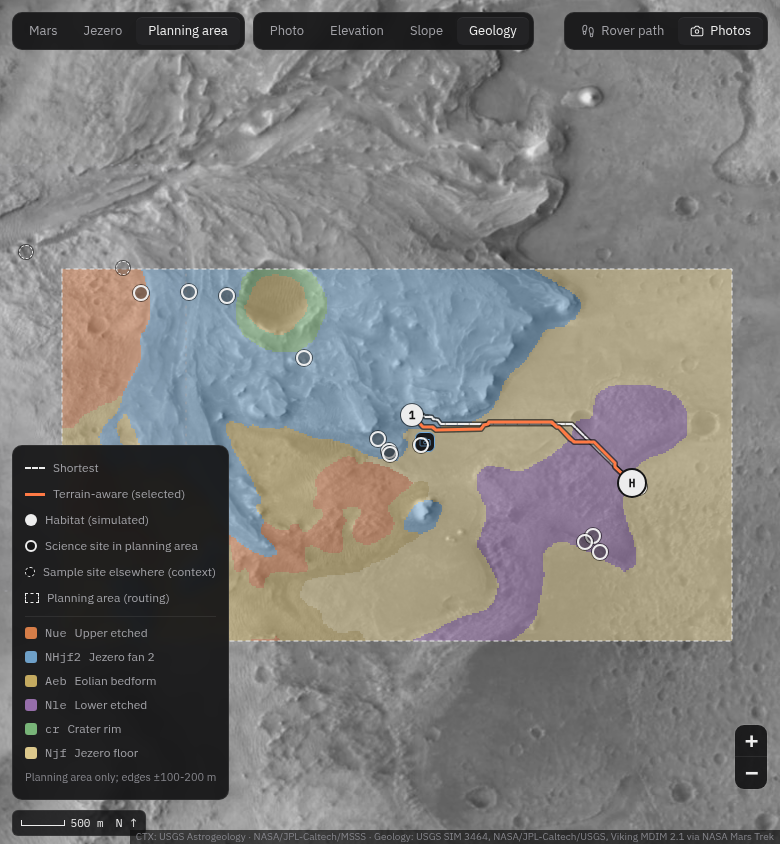 Mars Jezero Planning area Photo Elevation Slope Geology Rover path Photos
1
H
Shortest
Terrain-aware (selected)
Habitat (simulated)
Science site in planning area
Sample site elsewhere (context)
Planning area (routing)
Nue Upper etched
NHjf2 Jezero fan 2
Aeb Eolian bedform
Nle Lower etched
cr Crater rim
Njf Jezero floor
Planning area only; edges ±100-200 m
+
−
500 m N ↑
CTX: USGS Astrogeology · NASA/JPL-Caltech/MSSS · Geology: USGS SIM 3464, NASA/JPL-Caltech/USGS, Viking MDIM 2.1 via NASA Mars Trek